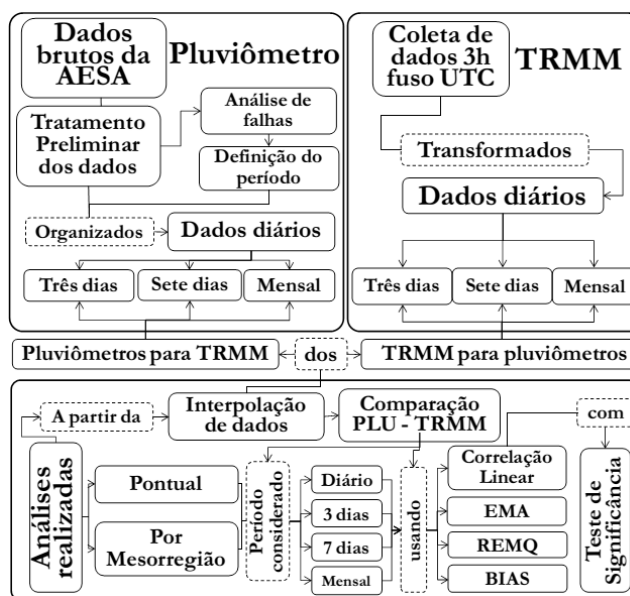 Dados
brutos da
AESA
Pluviômetro
Tratamento
Preliminar
dos dados
Análise de
falhas
Definição do
período
Organizados
Dados diários
Três dias
Sete dias
Mensal
Coleta de
dados 3h
fuso UTC
TRMM
Transformados
Dados diários
Três dias
Sete dias
Mensal
Pluviômetros para TRMM
dos
TRMM para pluviômetros
Análises
realizadas
A partir da
Interpolação
de dados
Comparação
PLU - TRMM
Pontual
Por
Mesorregião
Período
considerado
Diário
3 dias
7 dias
Mensal
usando
Correlação
Linear
EMA
REMQ
BIAS
com
Teste de
Significância